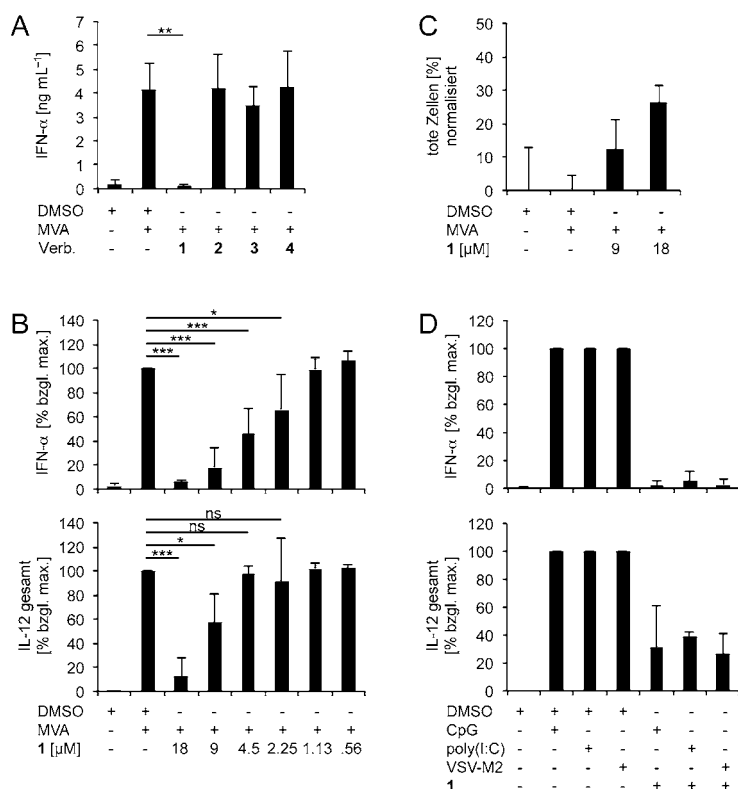 A
IFN-α [ng mL⁻¹]
**
7
6
5
4
3
2
1
0
DMSO + + - - - -
MVA - + + + + +
Verb. - - 1 2 3 4
C
tote Zellen [%]
normalisiert
50
40
30
20
10
0
DMSO + + - -
MVA - + + +
1 [µM] - - 9 18
B
IFN-α [% bzgl. max.]
*
***
***
***
140
120
100
80
60
40
20
0
IL-12 gesamt
[% bzgl. max.]
ns
ns
*
***
140
120
100
80
60
40
20
0
DMSO + + - - - - - -
MVA - + + + + + + +
1 [µM] - - 18 9 4.5 2.25 1.13 .56
D
IFN-α [% bzgl. max.]
120
100
80
60
40
20
0
IL-12 gesamt
[% bzgl. max.]
120
100
80
60
40
20
0
DMSO + + + + - - -
CpG - + - - + - -
poly(I:C) - - + - - + -
VSV-M2 - - - + - - +
1 - - - - + + +